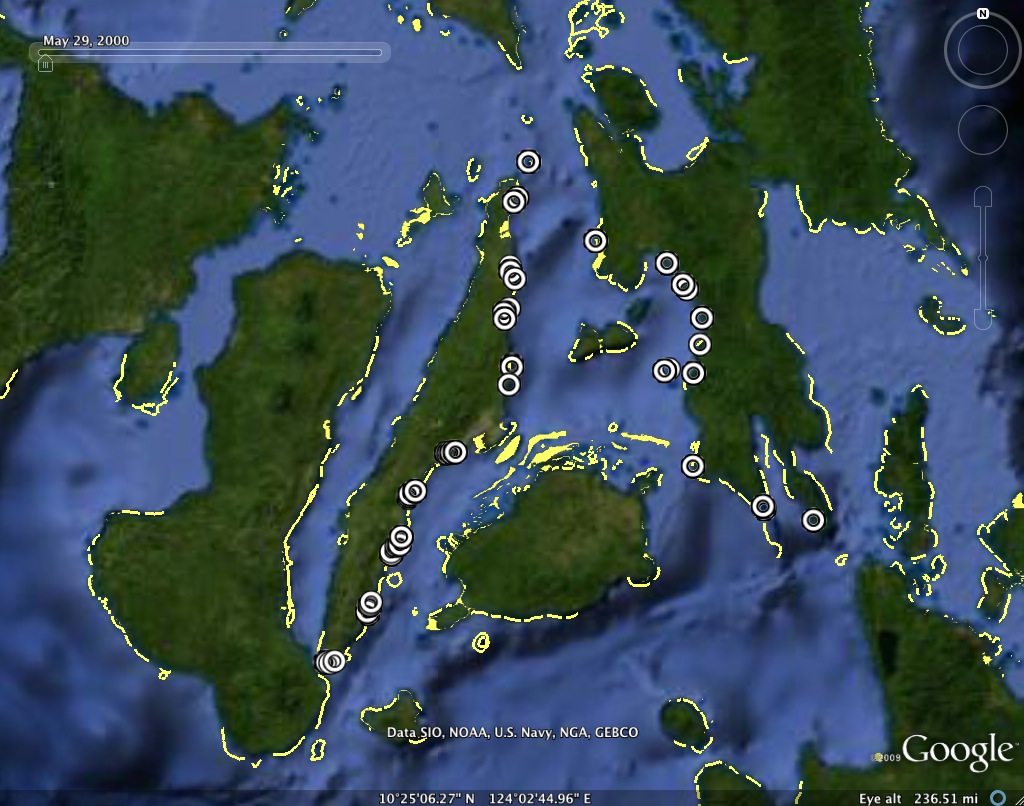 N
May 29, 2000
Data SIO, NOAA, U.S. Navy, NGA, GEBCO
©2009 Google
10°25'06.27" N 124°02'44.96" E
Eye alt 236.51 mi